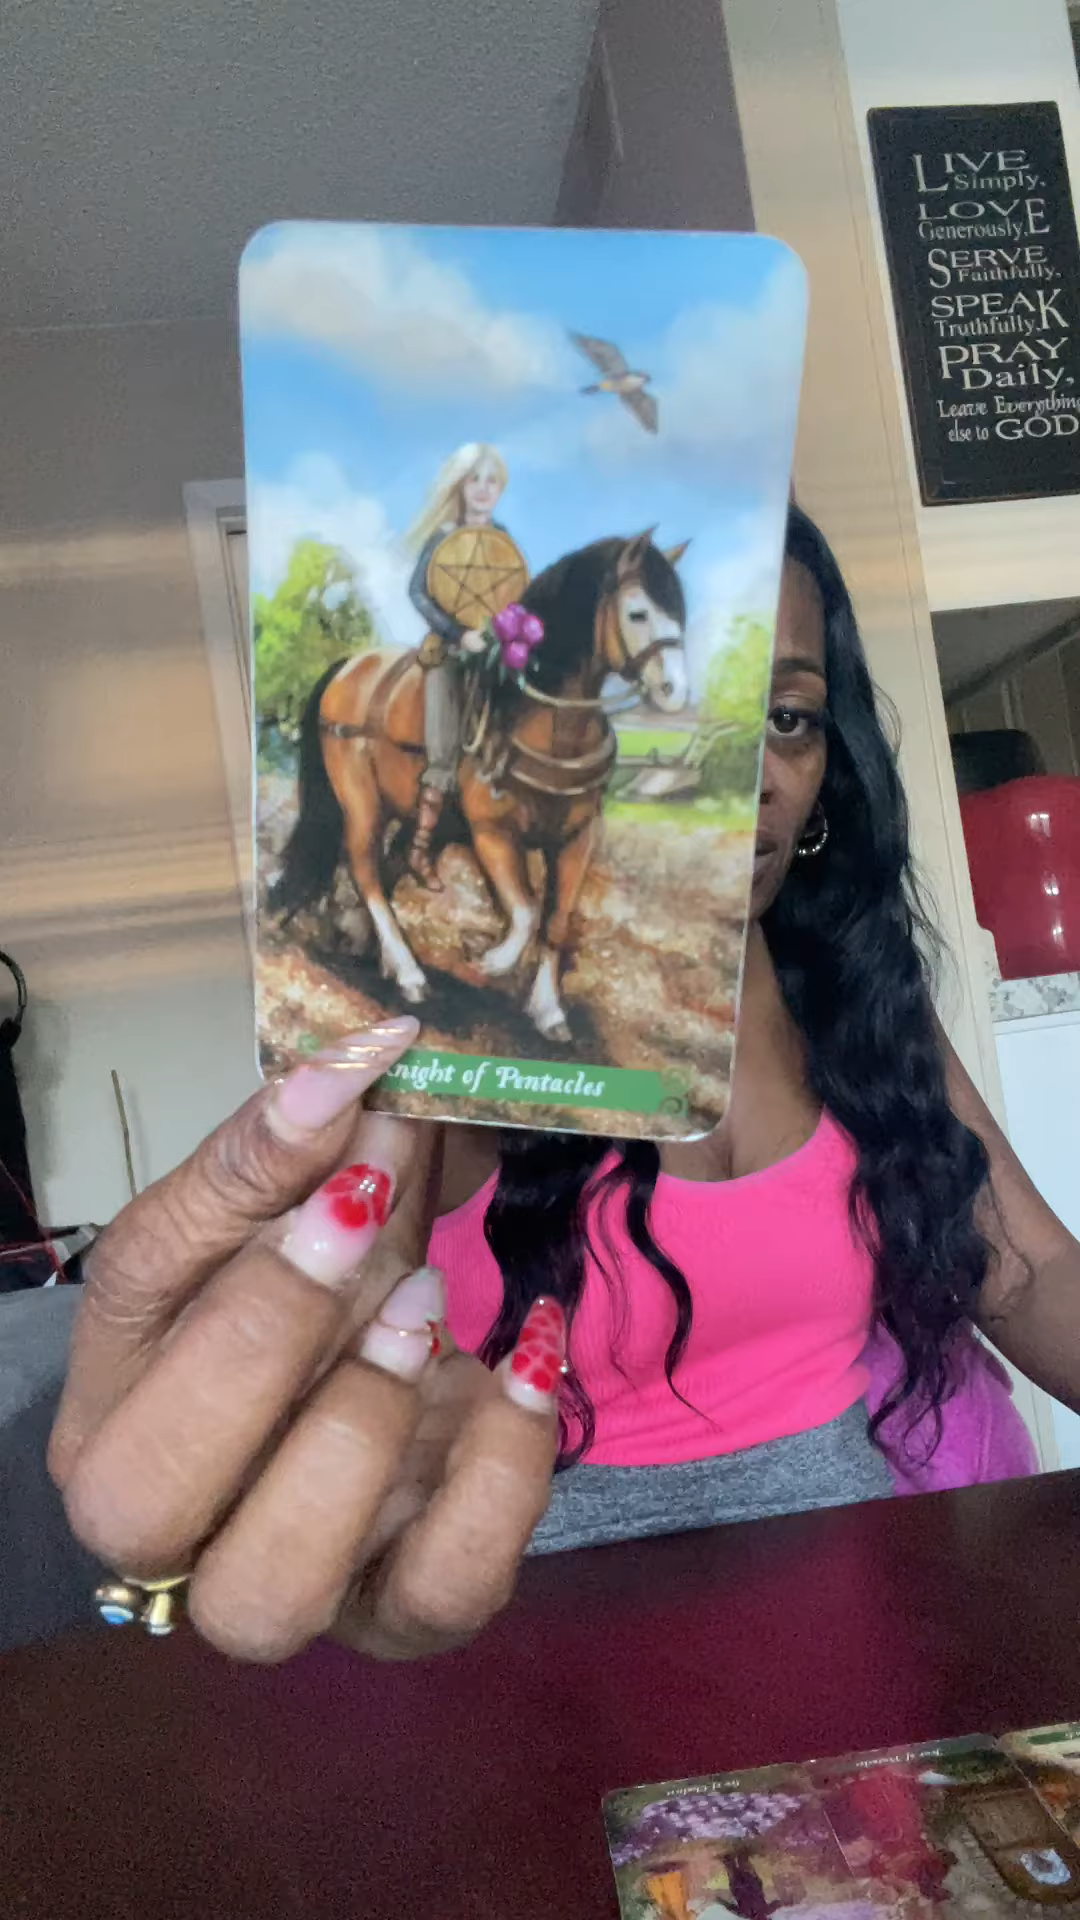 LIVE
Simply.
LOVE
Generously.
SERVE
Faithfully.
SPEAK
Truthfully.
PRAY
Daily,
Leave Everything
else to GOD
Knight of Pentacles